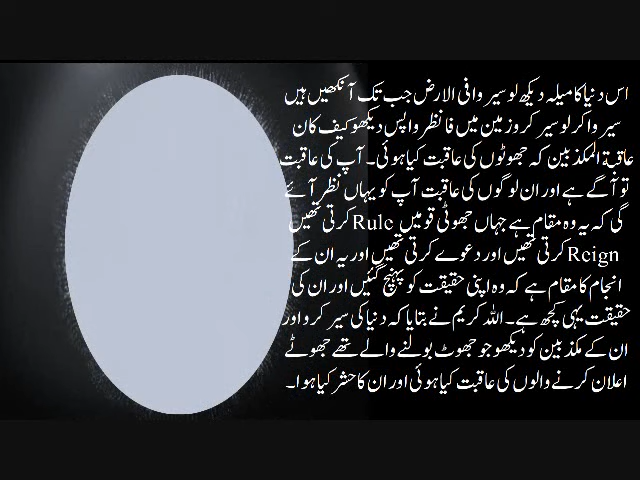 اس دنیا کا میلہ دیکھ لو سیروا فی الارض جب تک آنکھیں ہیں
سیر وا کر لو سیر کر و زمین میں فا نظر واپس دیکھو کیف کان
عاقبۃ المکذبین کہ جھوٹوں کی عاقبت کیا ہوئی۔ آپ کی عاقبت
تو آگے ہے اور ان لوگوں کی عاقبت آپ کو یہاں نظر آئے
گی کہ یہ وہ مقام ہے جہاں جھوٹی قومیں Rule کرتی تھیں
Reign کرتی تھیں اور دعوے کرتی تھیں اور یہ ان کے
انجام کا مقام ہے کہ وہ اپنی حقیقت کو پہنچ گئیں اور ان کی
حقیقت یہی کچھ ہے۔ اللہ کریم نے بتایا کہ دنیا کی سیر کرو اور
ان کے مکذبین کو دیکھو جو جھوٹ بولنے والے تھے جھوٹے
اعلان کرنے والوں کی عاقبت کیا ہوئی اور ان کا حشر کیا ہوا۔